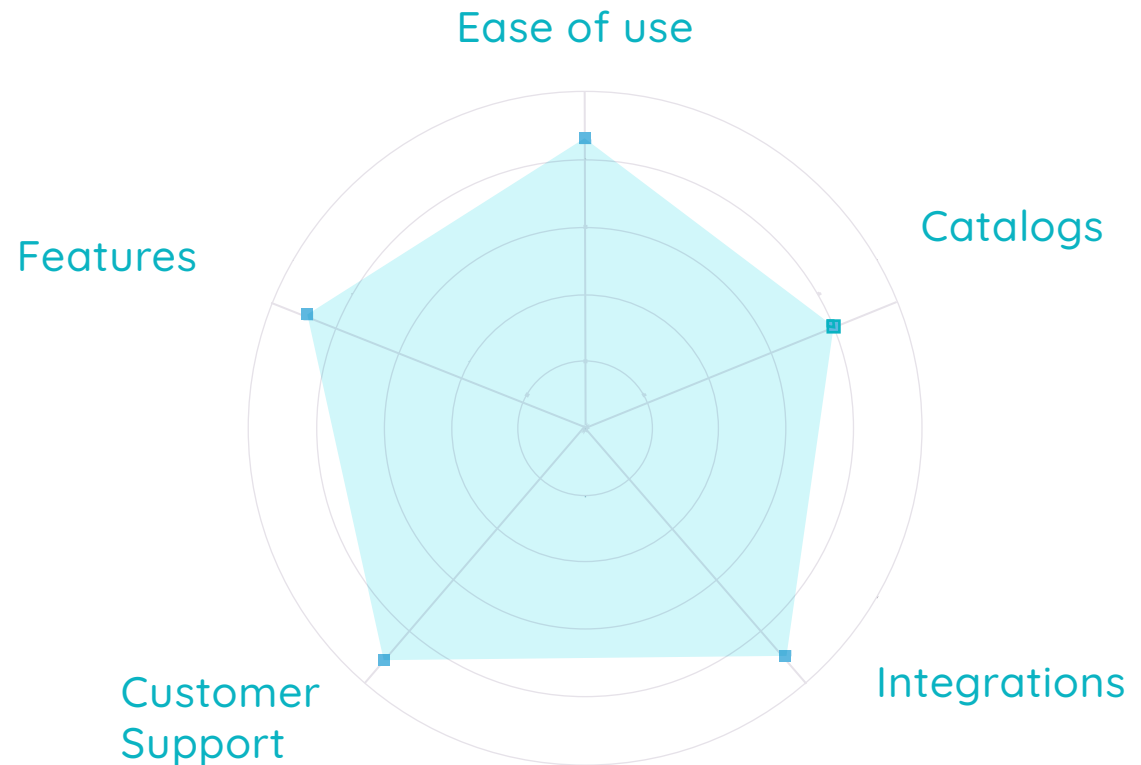 Ease of use
Catalogs
Features
Integrations
Customer
Support